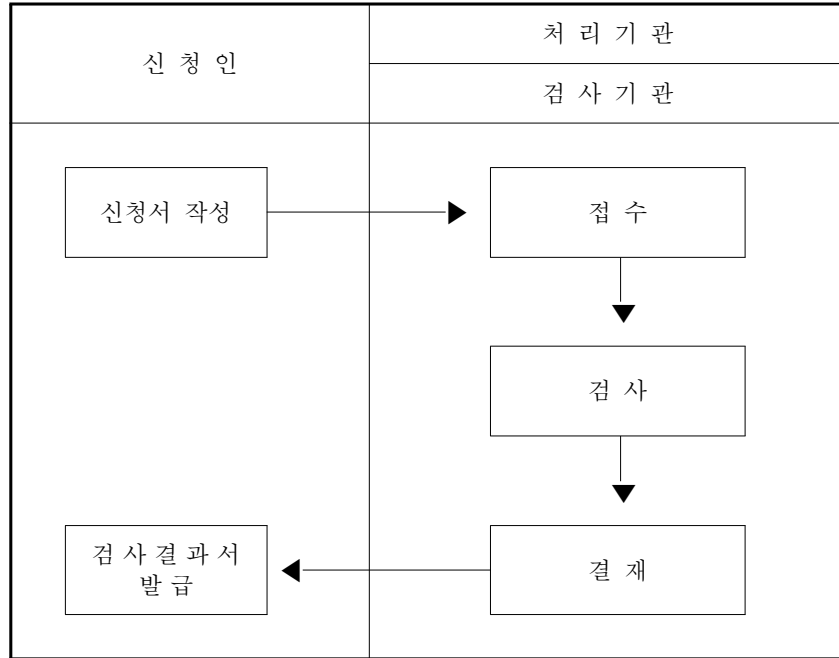 신 청 인
처 리 기 관
검 사 기 관
신청서 작성
접 수
검 사
검 사 결 과 서
발 급
결 재